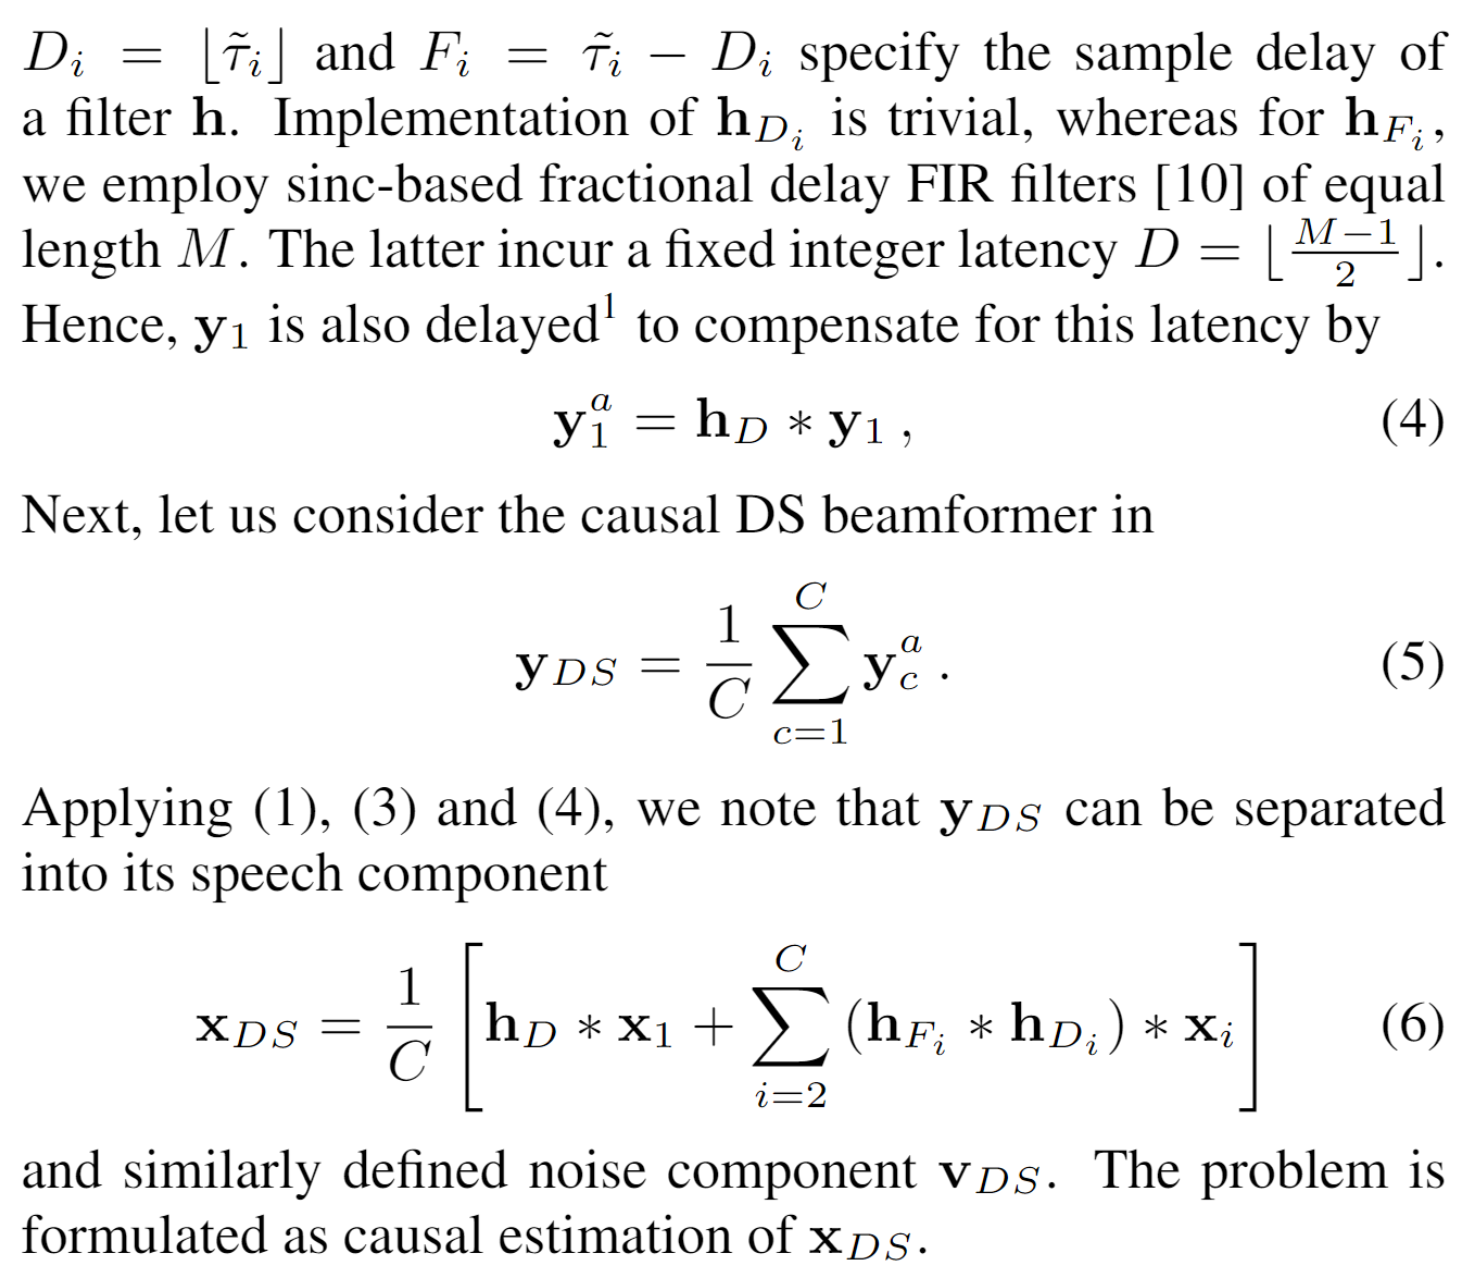 $D_i = \lfloor \tilde{\tau}_i \rfloor$ and $F_i = \tilde{\tau}_i - D_i$ specify the sample delay of
a filter $\mathbf{h}$. Implementation of $\mathbf{h}_{D_i}$ is trivial, whereas for $\mathbf{h}_{F_i}$,
we employ sinc-based fractional delay FIR filters [10] of equal
length $M$. The latter incur a fixed integer latency $D = \lfloor \frac{M-1}{2} \rfloor$.
Hence, $\mathbf{y}_1$ is also delayed$^1$ to compensate for this latency by
$\mathbf{y}_1^a = \mathbf{h}_D * \mathbf{y}_1 ,$ (4)
Next, let us consider the causal DS beamformer in
$\mathbf{y}_{DS} = \frac{1}{C} \sum_{c=1}^{C} \mathbf{y}_c^a .$ (5)
Applying (1), (3) and (4), we note that $\mathbf{y}_{DS}$ can be separated
into its speech component
$\mathbf{x}_{DS} = \frac{1}{C} \left[ \mathbf{h}_D * \mathbf{x}_1 + \sum_{i=2}^{C} (\mathbf{h}_{F_i} * \mathbf{h}_{D_i}) * \mathbf{x}_i \right]$ (6)
and similarly defined noise component $\mathbf{v}_{DS}$. The problem is
formulated as causal estimation of $\mathbf{x}_{DS}$.